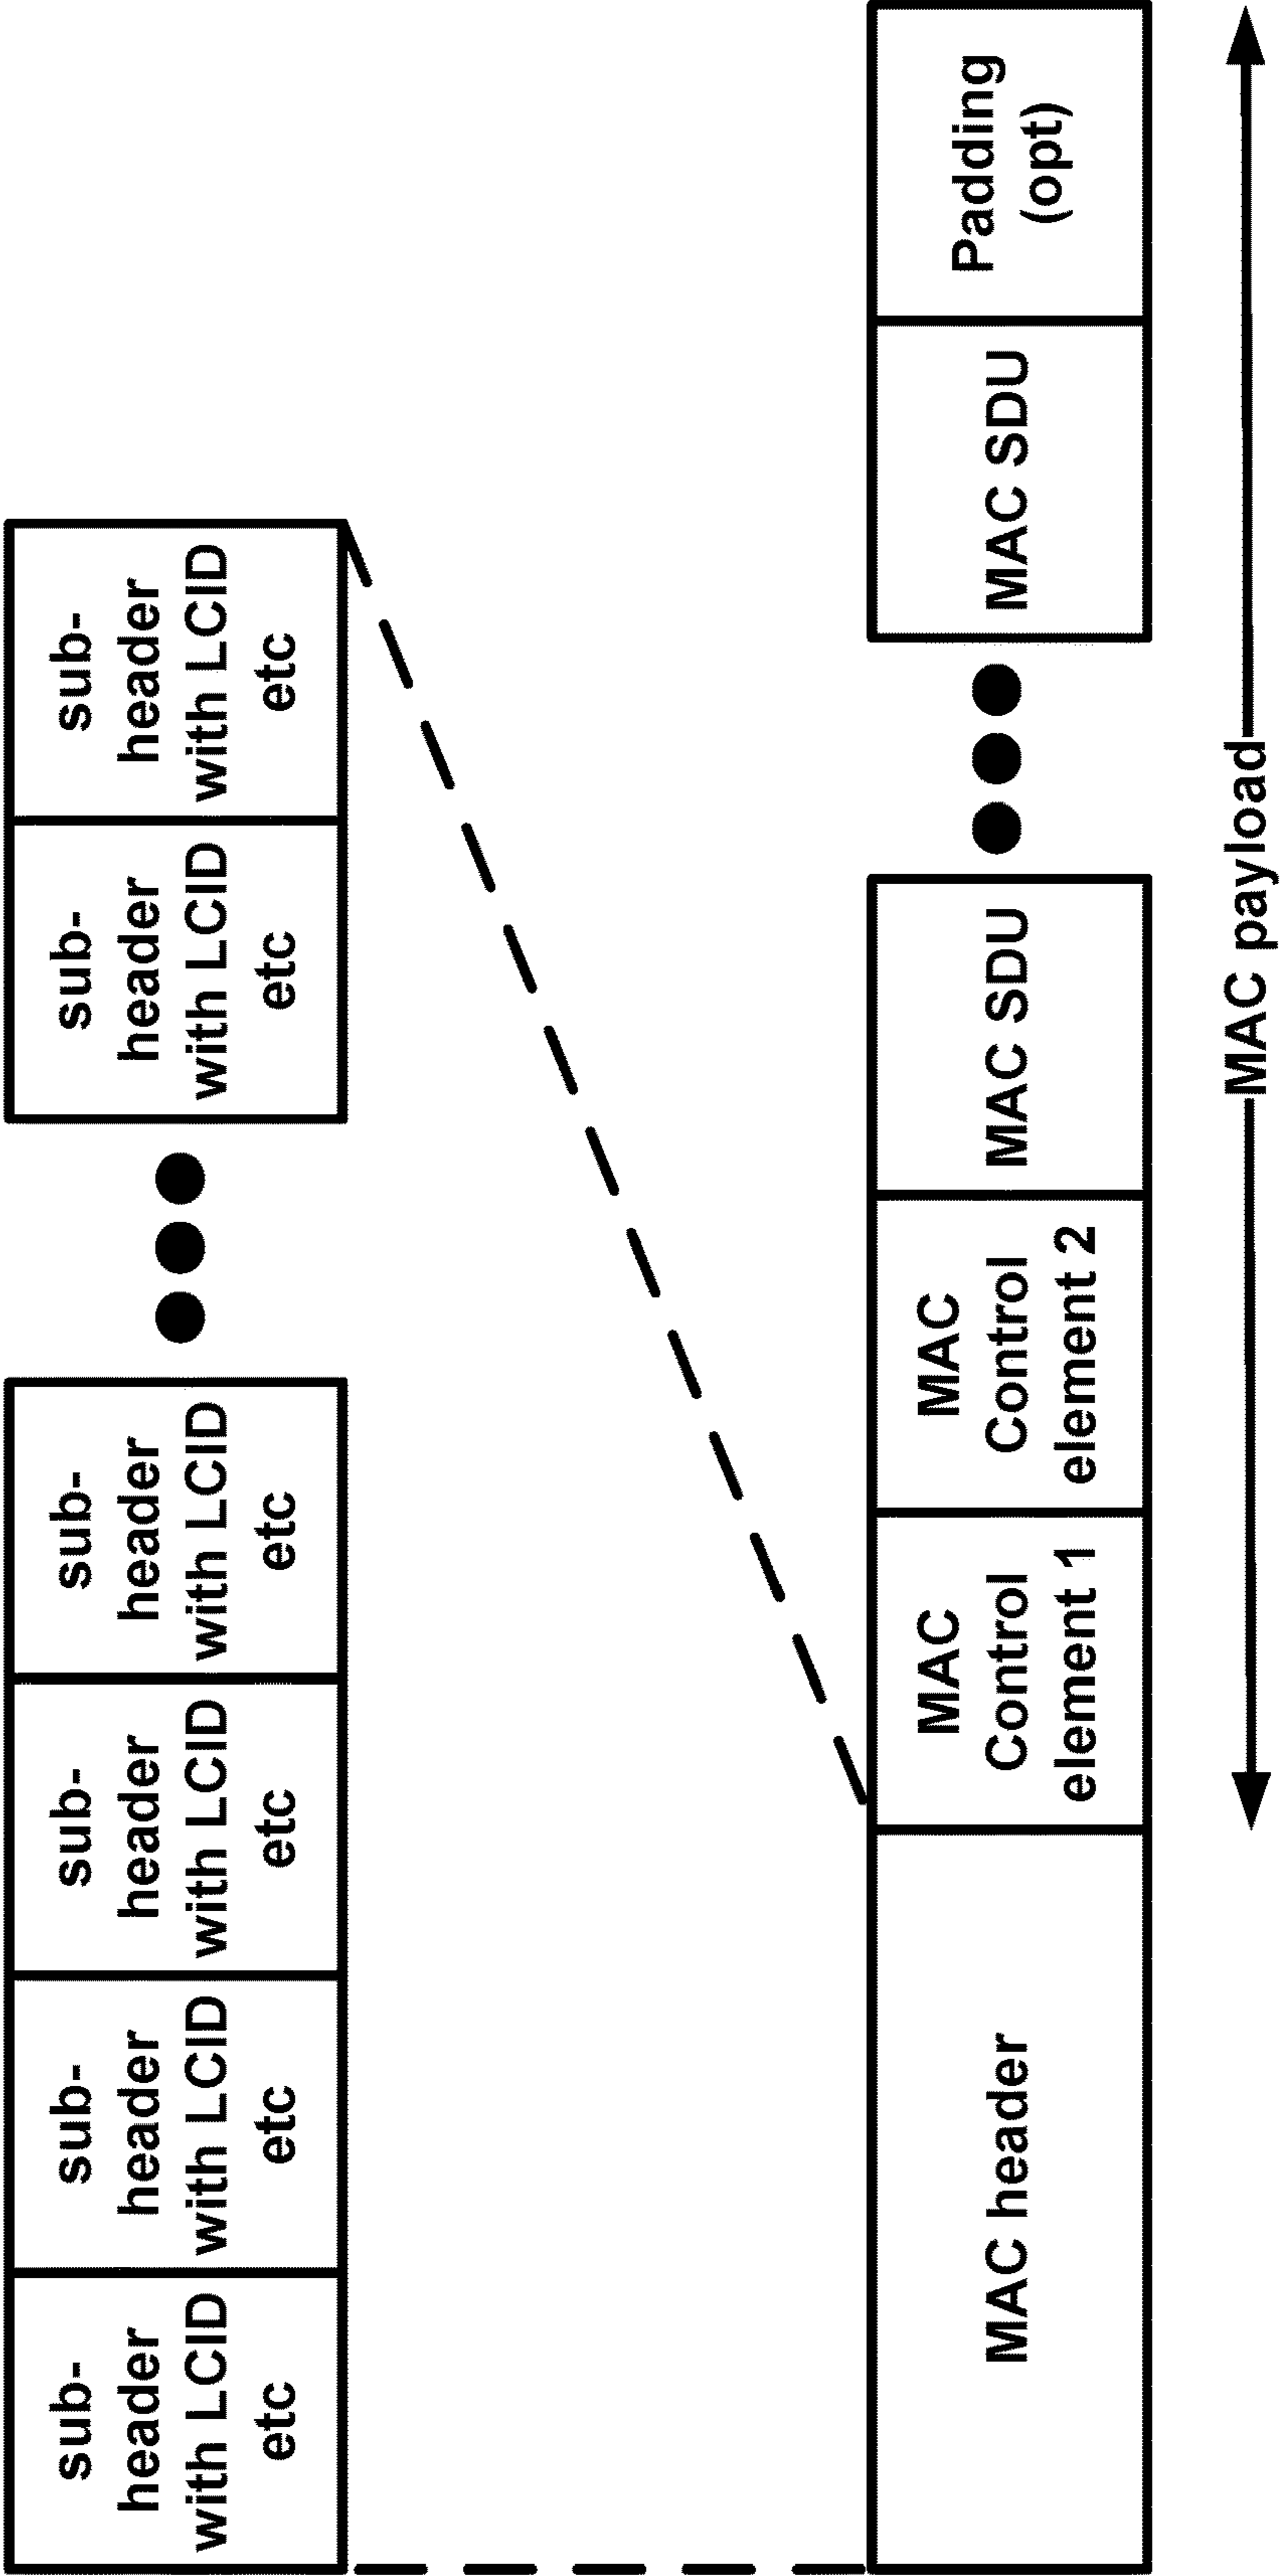 sub-
header
with LCID
etc
sub-
header
with LCID
etc
sub-
header
with LCID
etc
sub-
header
with LCID
etc
sub-
header
with LCID
etc
sub-
header
with LCID
etc
MAC header
MAC
Control
element 1
MAC
Control
element 2
MAC SDU
MAC SDU
Padding
(opt)
MAC payload